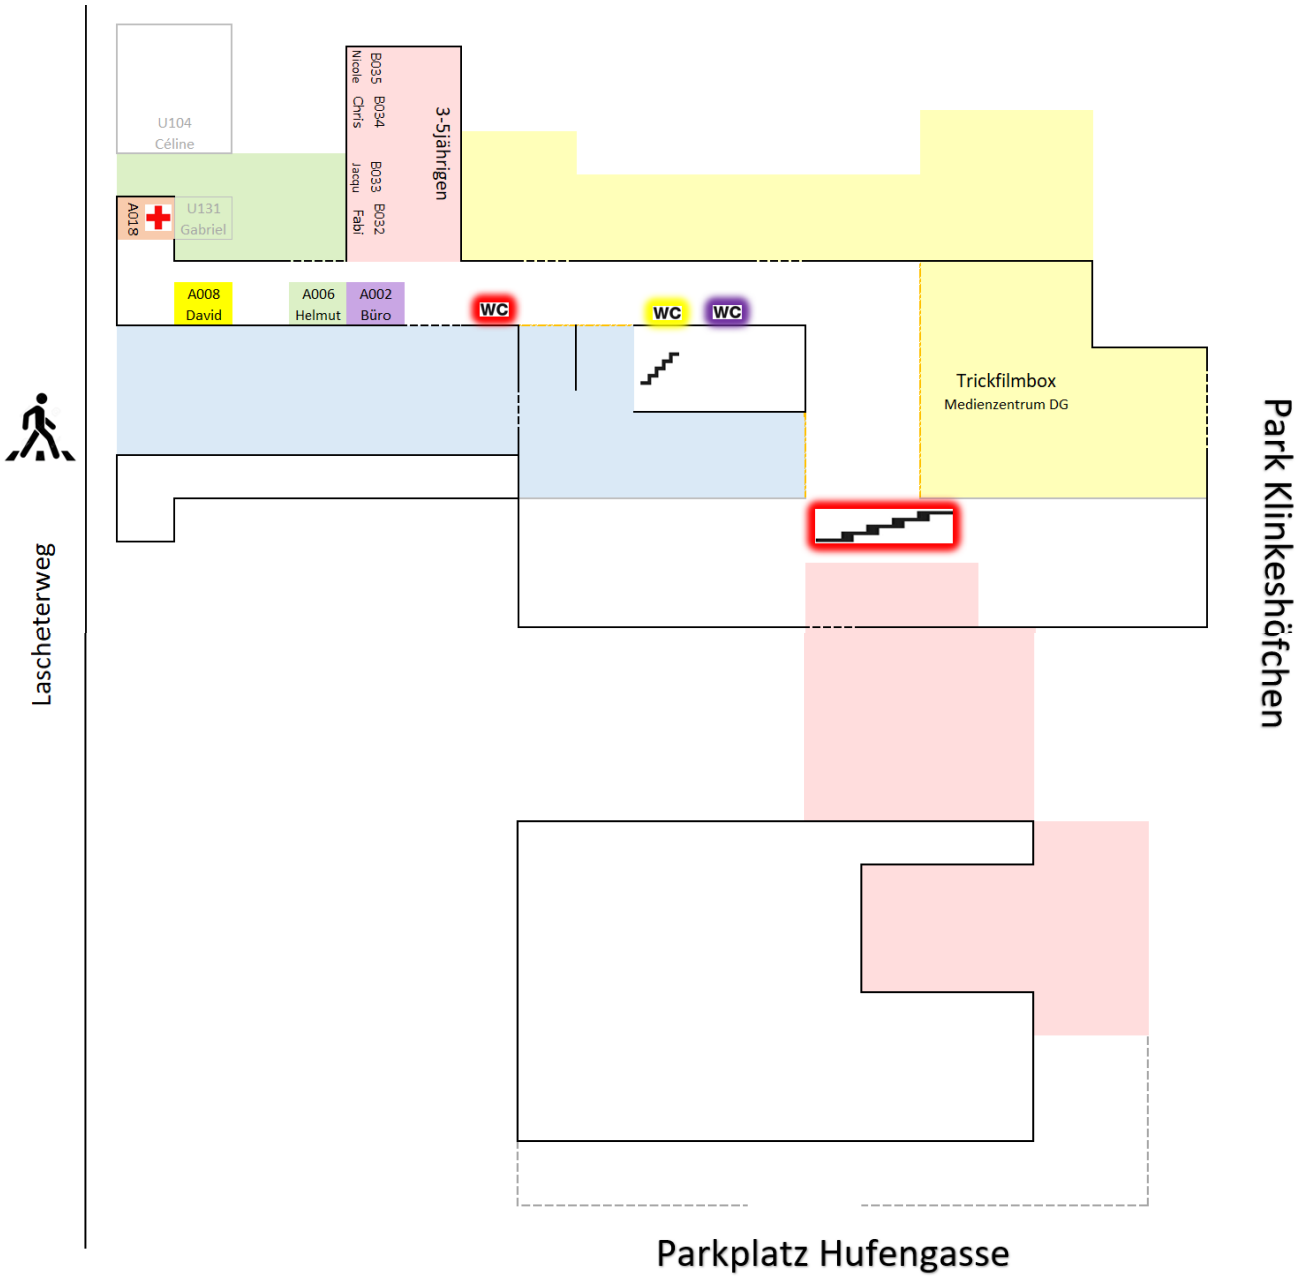 U104
Céline
B035
Nicole
B034
Chris
B033
Jacqu
B032
Fabi
3-5jährigen
A018
U131
Gabriel
A008
David
A006
Helmut
A002
Büro
WC
WC
WC
Trickfilmbox
Medienzentrum DG
Park Klinkeshöfchen
Lascheterweg
Parkplatz Hufengasse